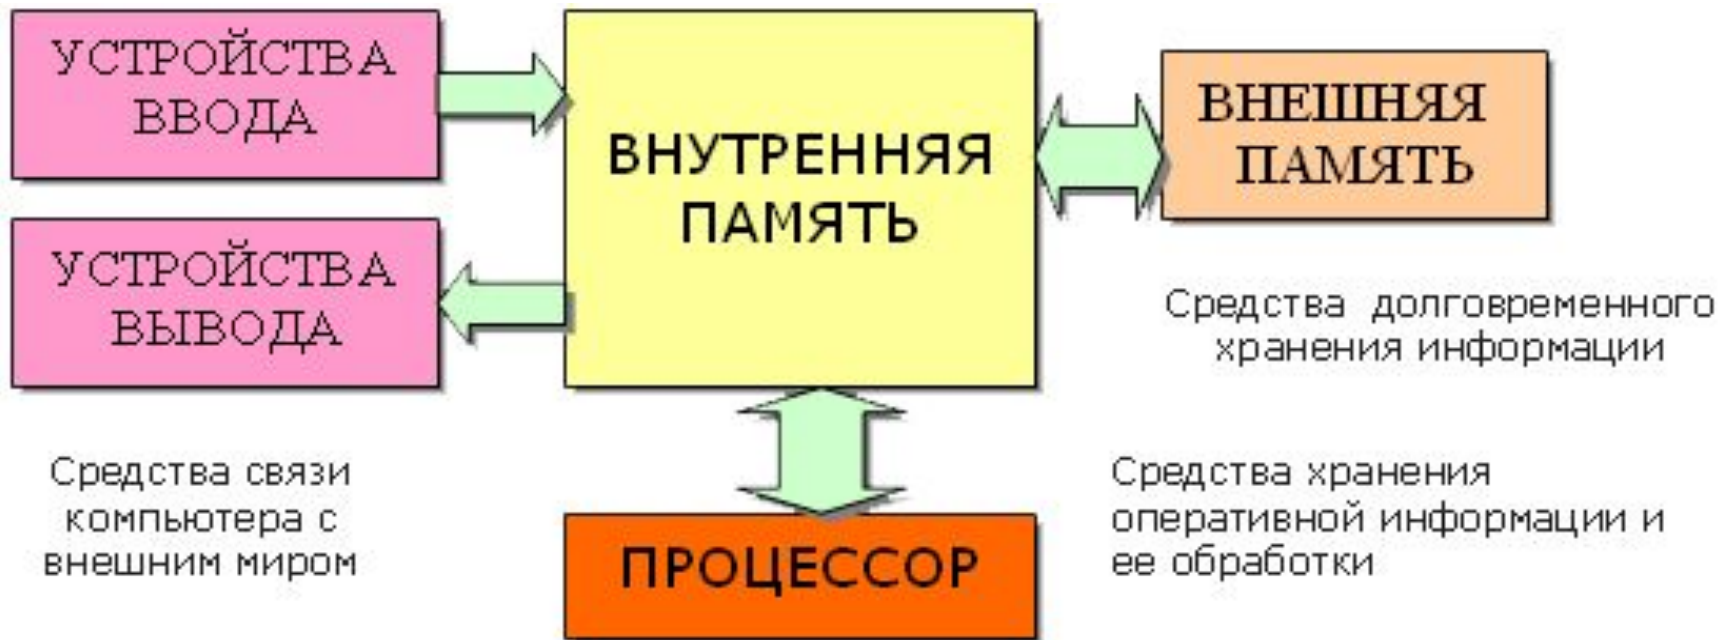 УСТРОЙСТВА
ВВОДА
УСТРОЙСТВА
ВЫВОДА
ВНУТРЕННЯЯ
ПАМЯТЬ
ВНЕШНЯЯ
ПАМЯТЬ
Средства долговременного
хранения информации
Средства связи
компьютера с
внешним миром
ПРОЦЕССОР
Средства хранения
оперативной информации и
ее обработки